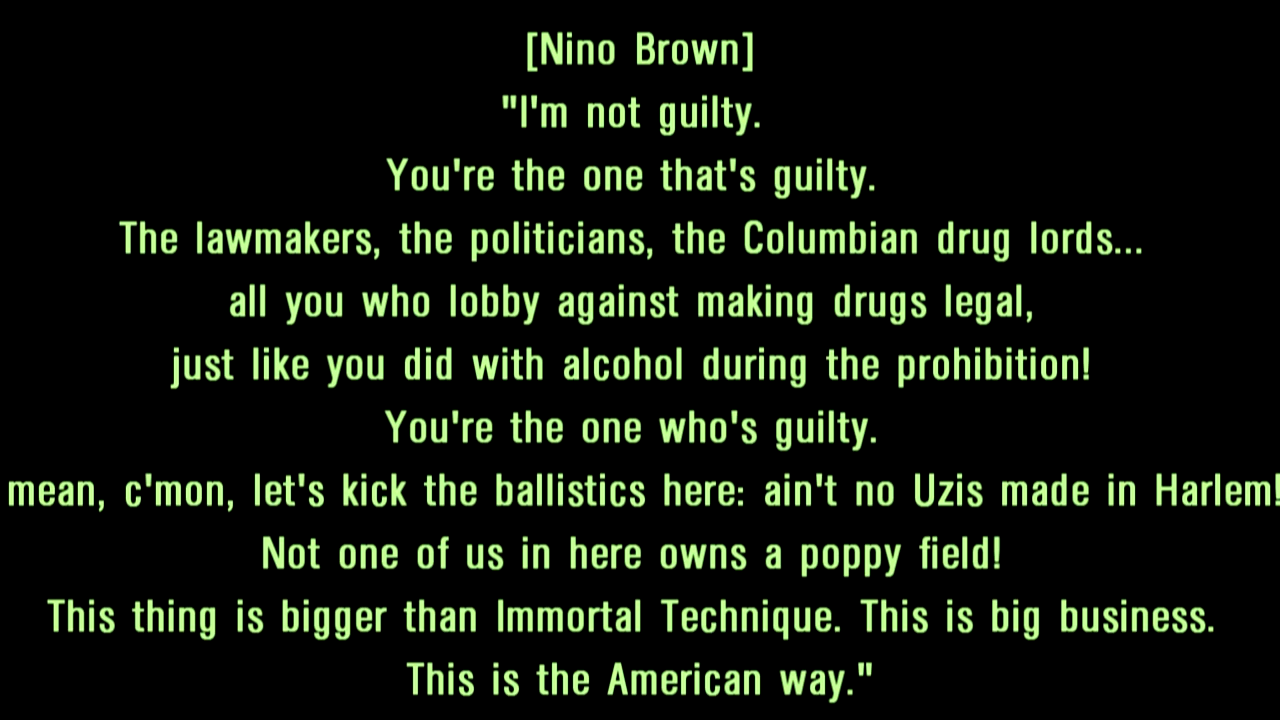 [Nino Brown]
"I'm not guilty.
You're the one that's guilty.
The lawmakers, the politicians, the Columbian drug lords...
all you who lobby against making drugs legal,
just like you did with alcohol during the prohibition!
You're the one who's guilty.
mean, c'mon, let's kick the ballistics here: ain't no Uzis made in Harlem!
Not one of us in here owns a poppy field!
This thing is bigger than Immortal Technique. This is big business.
This is the American way."